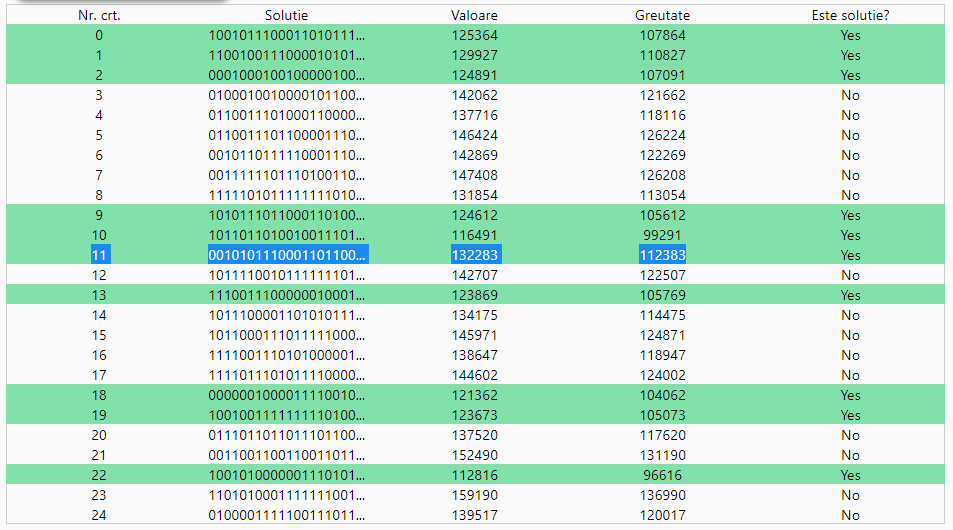 Nr. crt. Solutie Valoare Greutate Este solutie?
0 1001011100011010111... 125364 107864 Yes
1 1100100111000010101... 129927 110827 Yes
2 0001000100100000100... 124891 107091 Yes
3 0100010010000101100... 142062 121662 No
4 0110011101000110000... 137716 118116 No
5 0110011101100001110... 146424 126224 No
6 0010110111110001110... 142869 122269 No
7 0011111101110100110... 147408 126208 No
8 1111101011111111010... 131854 113054 No
9 1010111011000110100... 124612 105612 Yes
10 1011011010010011101... 116491 99291 Yes
11 0010101110001101100... 132283 112383 Yes
12 1011110010111111101... 142707 122507 No
13 1110011100000010001... 123869 105769 Yes
14 1011100001101010111... 134175 114475 No
15 1011000111011111000... 145971 124871 No
16 1111001110101000001... 138647 118947 No
17 1111011101011110000... 144602 124002 No
18 0000001000011110010... 121362 104062 Yes
19 1001001111111110100... 123673 105073 Yes
20 0111011011011101100... 137520 117620 No
21 0011001100110011011... 152490 131190 No
22 1001010000001110101... 112816 96616 Yes
23 1101010001111111001... 159190 136990 No
24 0100001111100111011... 139517 120017 No